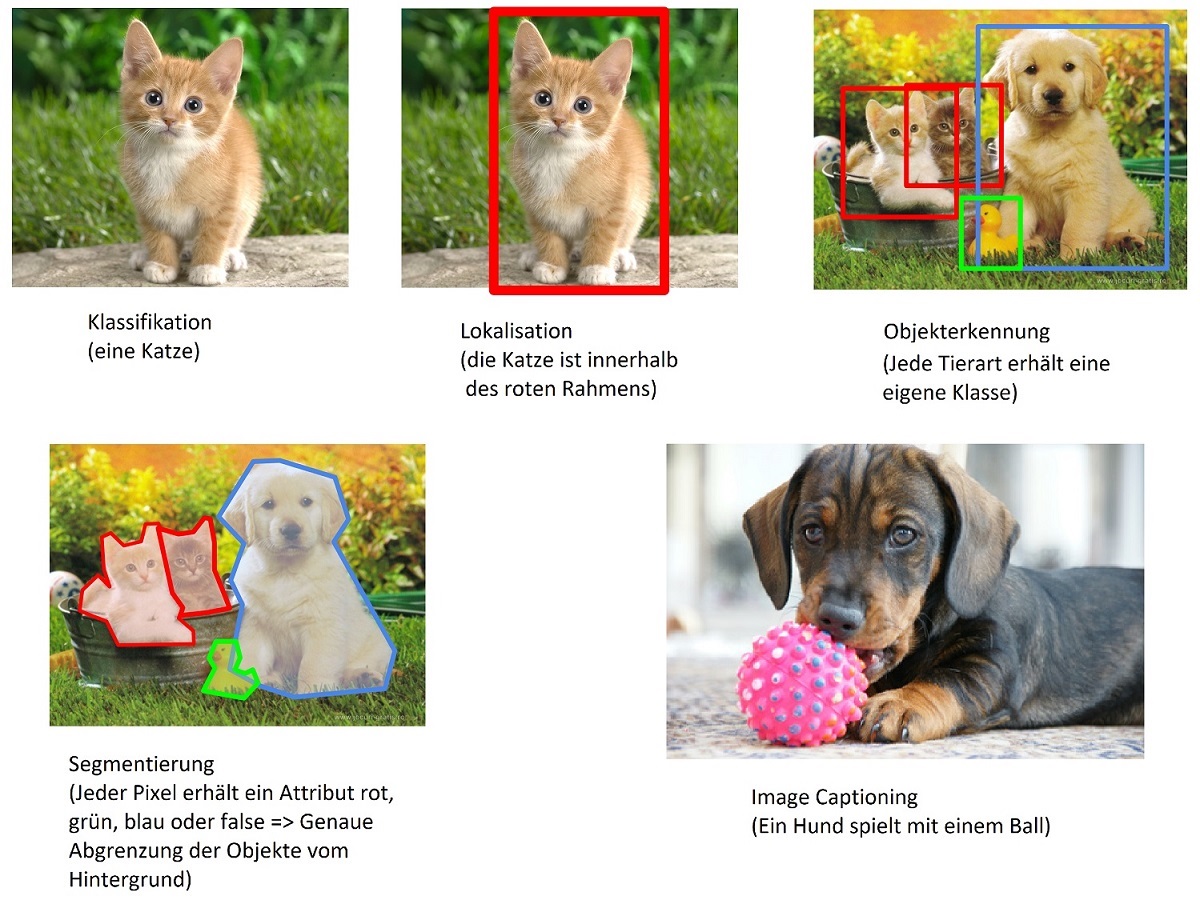 Klassifikation
(eine Katze)
Lokalisation
(die Katze ist innerhalb
des roten Rahmens)
Objekterkennung
(Jede Tierart erhält eine
eigene Klasse)
Segmentierung
(Jeder Pixel erhält ein Attribut rot,
grün, blau oder false => Genaue
Abgrenzung der Objekte vom
Hintergrund)
Image Captioning
(Ein Hund spielt mit einem Ball)